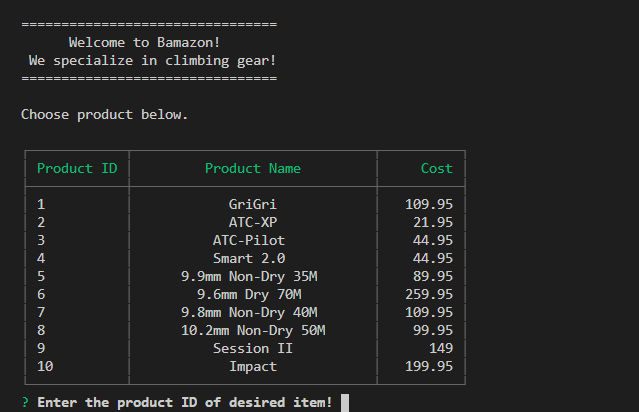 ================================
Welcome to Bamazon!
We specialize in climbing gear!
================================
Choose product below.
Product ID Product Name Cost
1 GriGri 109.95
2 ATC-XP 21.95
3 ATC-Pilot 44.95
4 Smart 2.0 44.95
5 9.9mm Non-Dry 35M 89.95
6 9.6mm Dry 70M 259.95
7 9.8mm Non-Dry 40M 109.95
8 10.2mm Non-Dry 50M 99.95
9 Session II 149
10 Impact 199.95
? Enter the product ID of desired item!